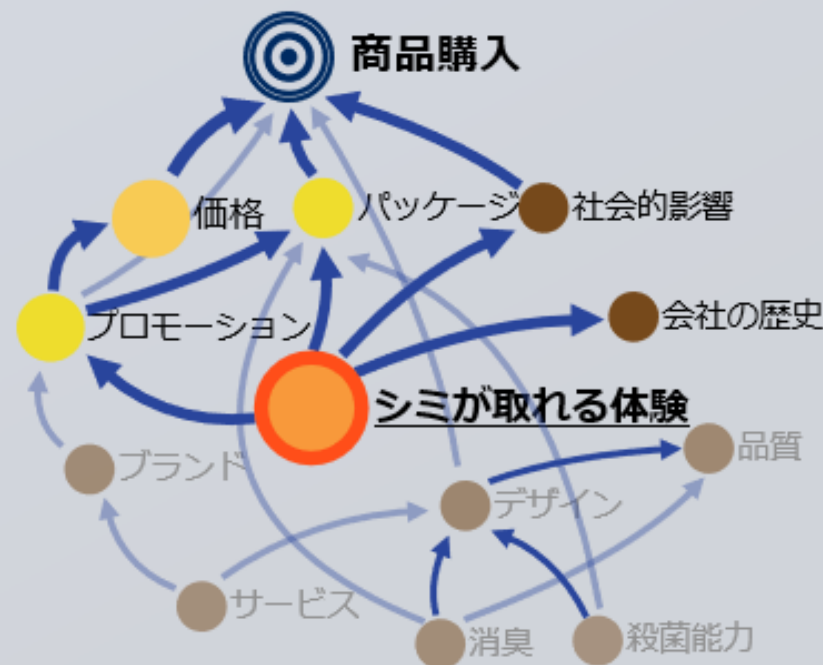 商品購入
価格
パッケージ
社会的影響
会社の歴史
プロモーション
シミが取れる体験
品質
ブランド
デザイン
サービス
消臭
殺菌能力